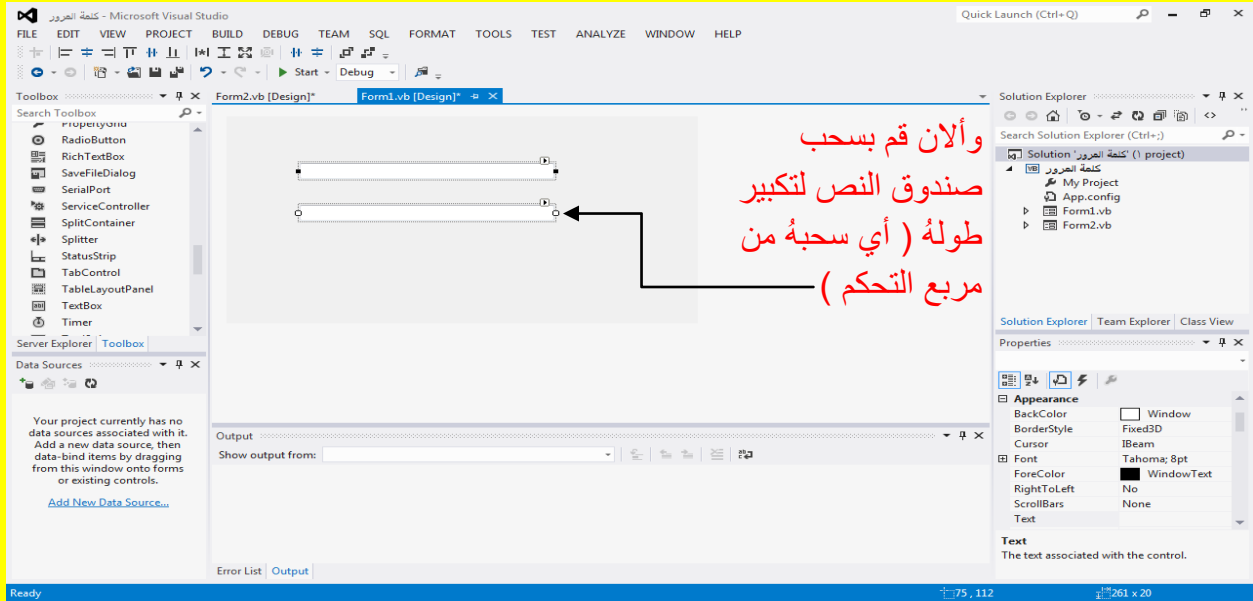 كلمة المرور - Microsoft Visual Studio
Quick Launch (Ctrl+Q)
FILE EDIT VIEW PROJECT BUILD DEBUG TEAM SQL FORMAT TOOLS TEST ANALYZE WINDOW HELP
Start Debug
Toolbox
Search Toolbox
PropertyGrid
RadioButton
RichTextBox
SaveFileDialog
SerialPort
ServiceController
SplitContainer
Splitter
StatusStrip
TabControl
TableLayoutPanel
TextBox
Timer
Server Explorer Toolbox
Data Sources
Your project currently has no
data sources associated with it.
Add a new data source, then
data-bind items by dragging
from this window onto forms
or existing controls.
Add New Data Source...
Form2.vb [Design]* Form1.vb [Design]*
وألان قم بسحب
صندوق النص لتكبير
طولهُ ( أي سحبهُ من
مربع التحكم )
Output
Show output from:
Error List Output
Solution Explorer
Search Solution Explorer (Ctrl+;)
Solution 'كلمة المرور' (١ project)
كلمة المرور
My Project
App.config
Form1.vb
Form2.vb
Solution Explorer Team Explorer Class View
Properties
Appearance
BackColor Window
BorderStyle Fixed3D
Cursor IBeam
Font Tahoma; 8pt
ForeColor WindowText
RightToLeft No
ScrollBars None
Text
Text
The text associated with the control.
Ready
75 , 112
261 x 20